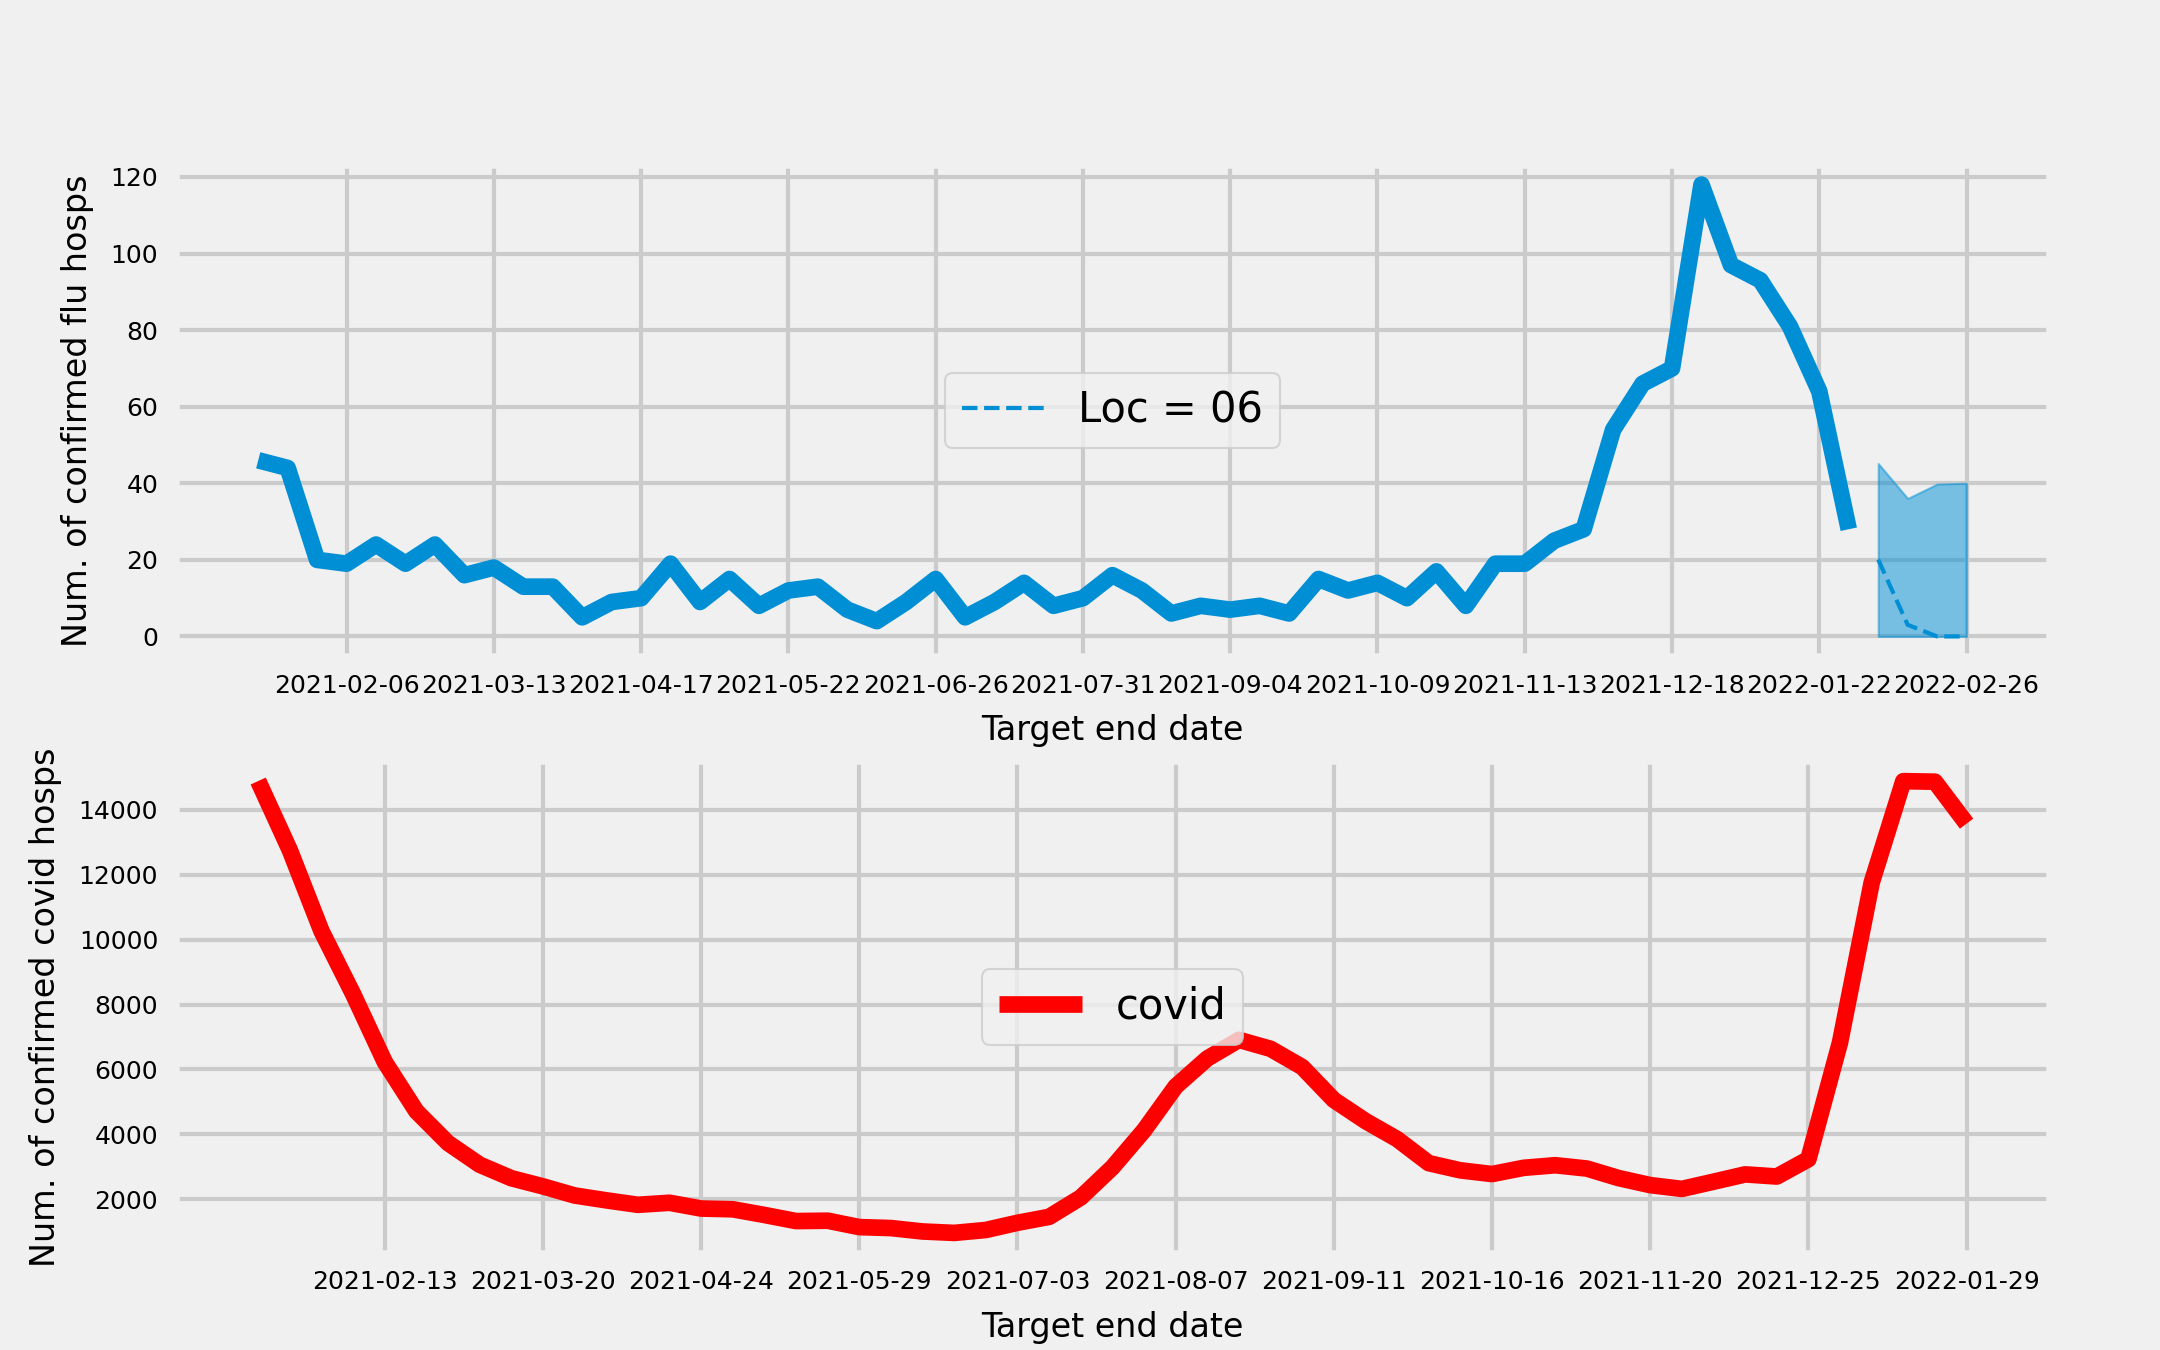 Num. of confirmed flu hosps
120
100
80
60
40
20
0
Loc = 06
2021-02-06 2021-03-13 2021-04-17 2021-05-22 2021-06-26 2021-07-31 2021-09-04 2021-10-09 2021-11-13 2021-12-18 2022-01-22 2022-02-26
Target end date
Num. of confirmed covid hosps
14000
12000
10000
8000
6000
4000
2000
covid
2021-02-13 2021-03-20 2021-04-24 2021-05-29 2021-07-03 2021-08-07 2021-09-11 2021-10-16 2021-11-20 2021-12-25 2022-01-29
Target end date